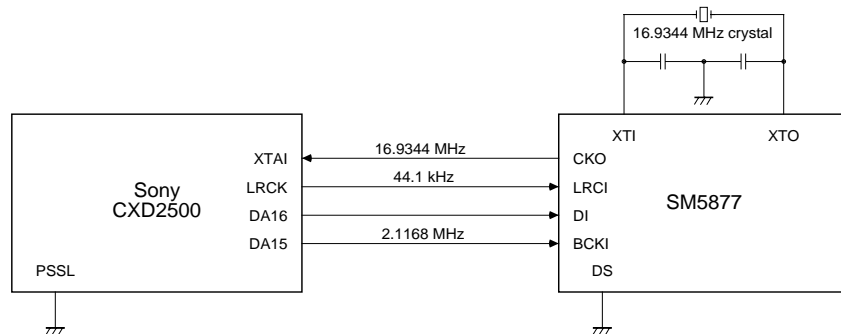 16.9344 MHz crystal
XTI
XTO
XTAI
16.9344 MHz
CKO
Sony
CXD2500
LRCK
44.1 kHz
LRCI
SM5877
DA16
DI
DA15
2.1168 MHz
BCKI
PSSL
DS